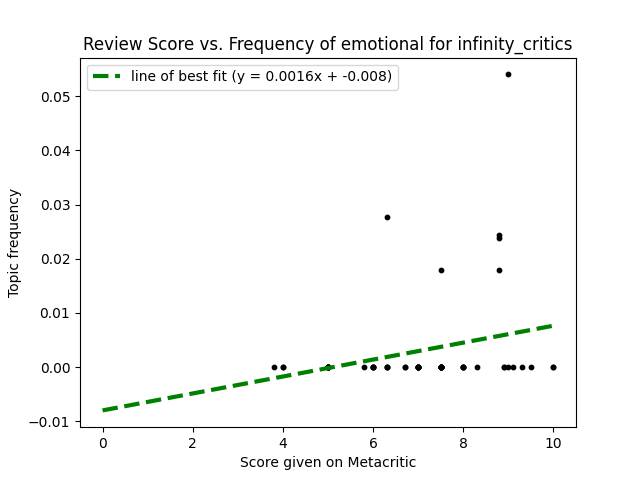 Review Score vs. Frequency of emotional for infinity_critics
line of best fit (y = 0.0016x + -0.008)
Topic frequency
0.05
0.04
0.03
0.02
0.01
0.00
−0.01
0 2 4 6 8 10
Score given on Metacritic